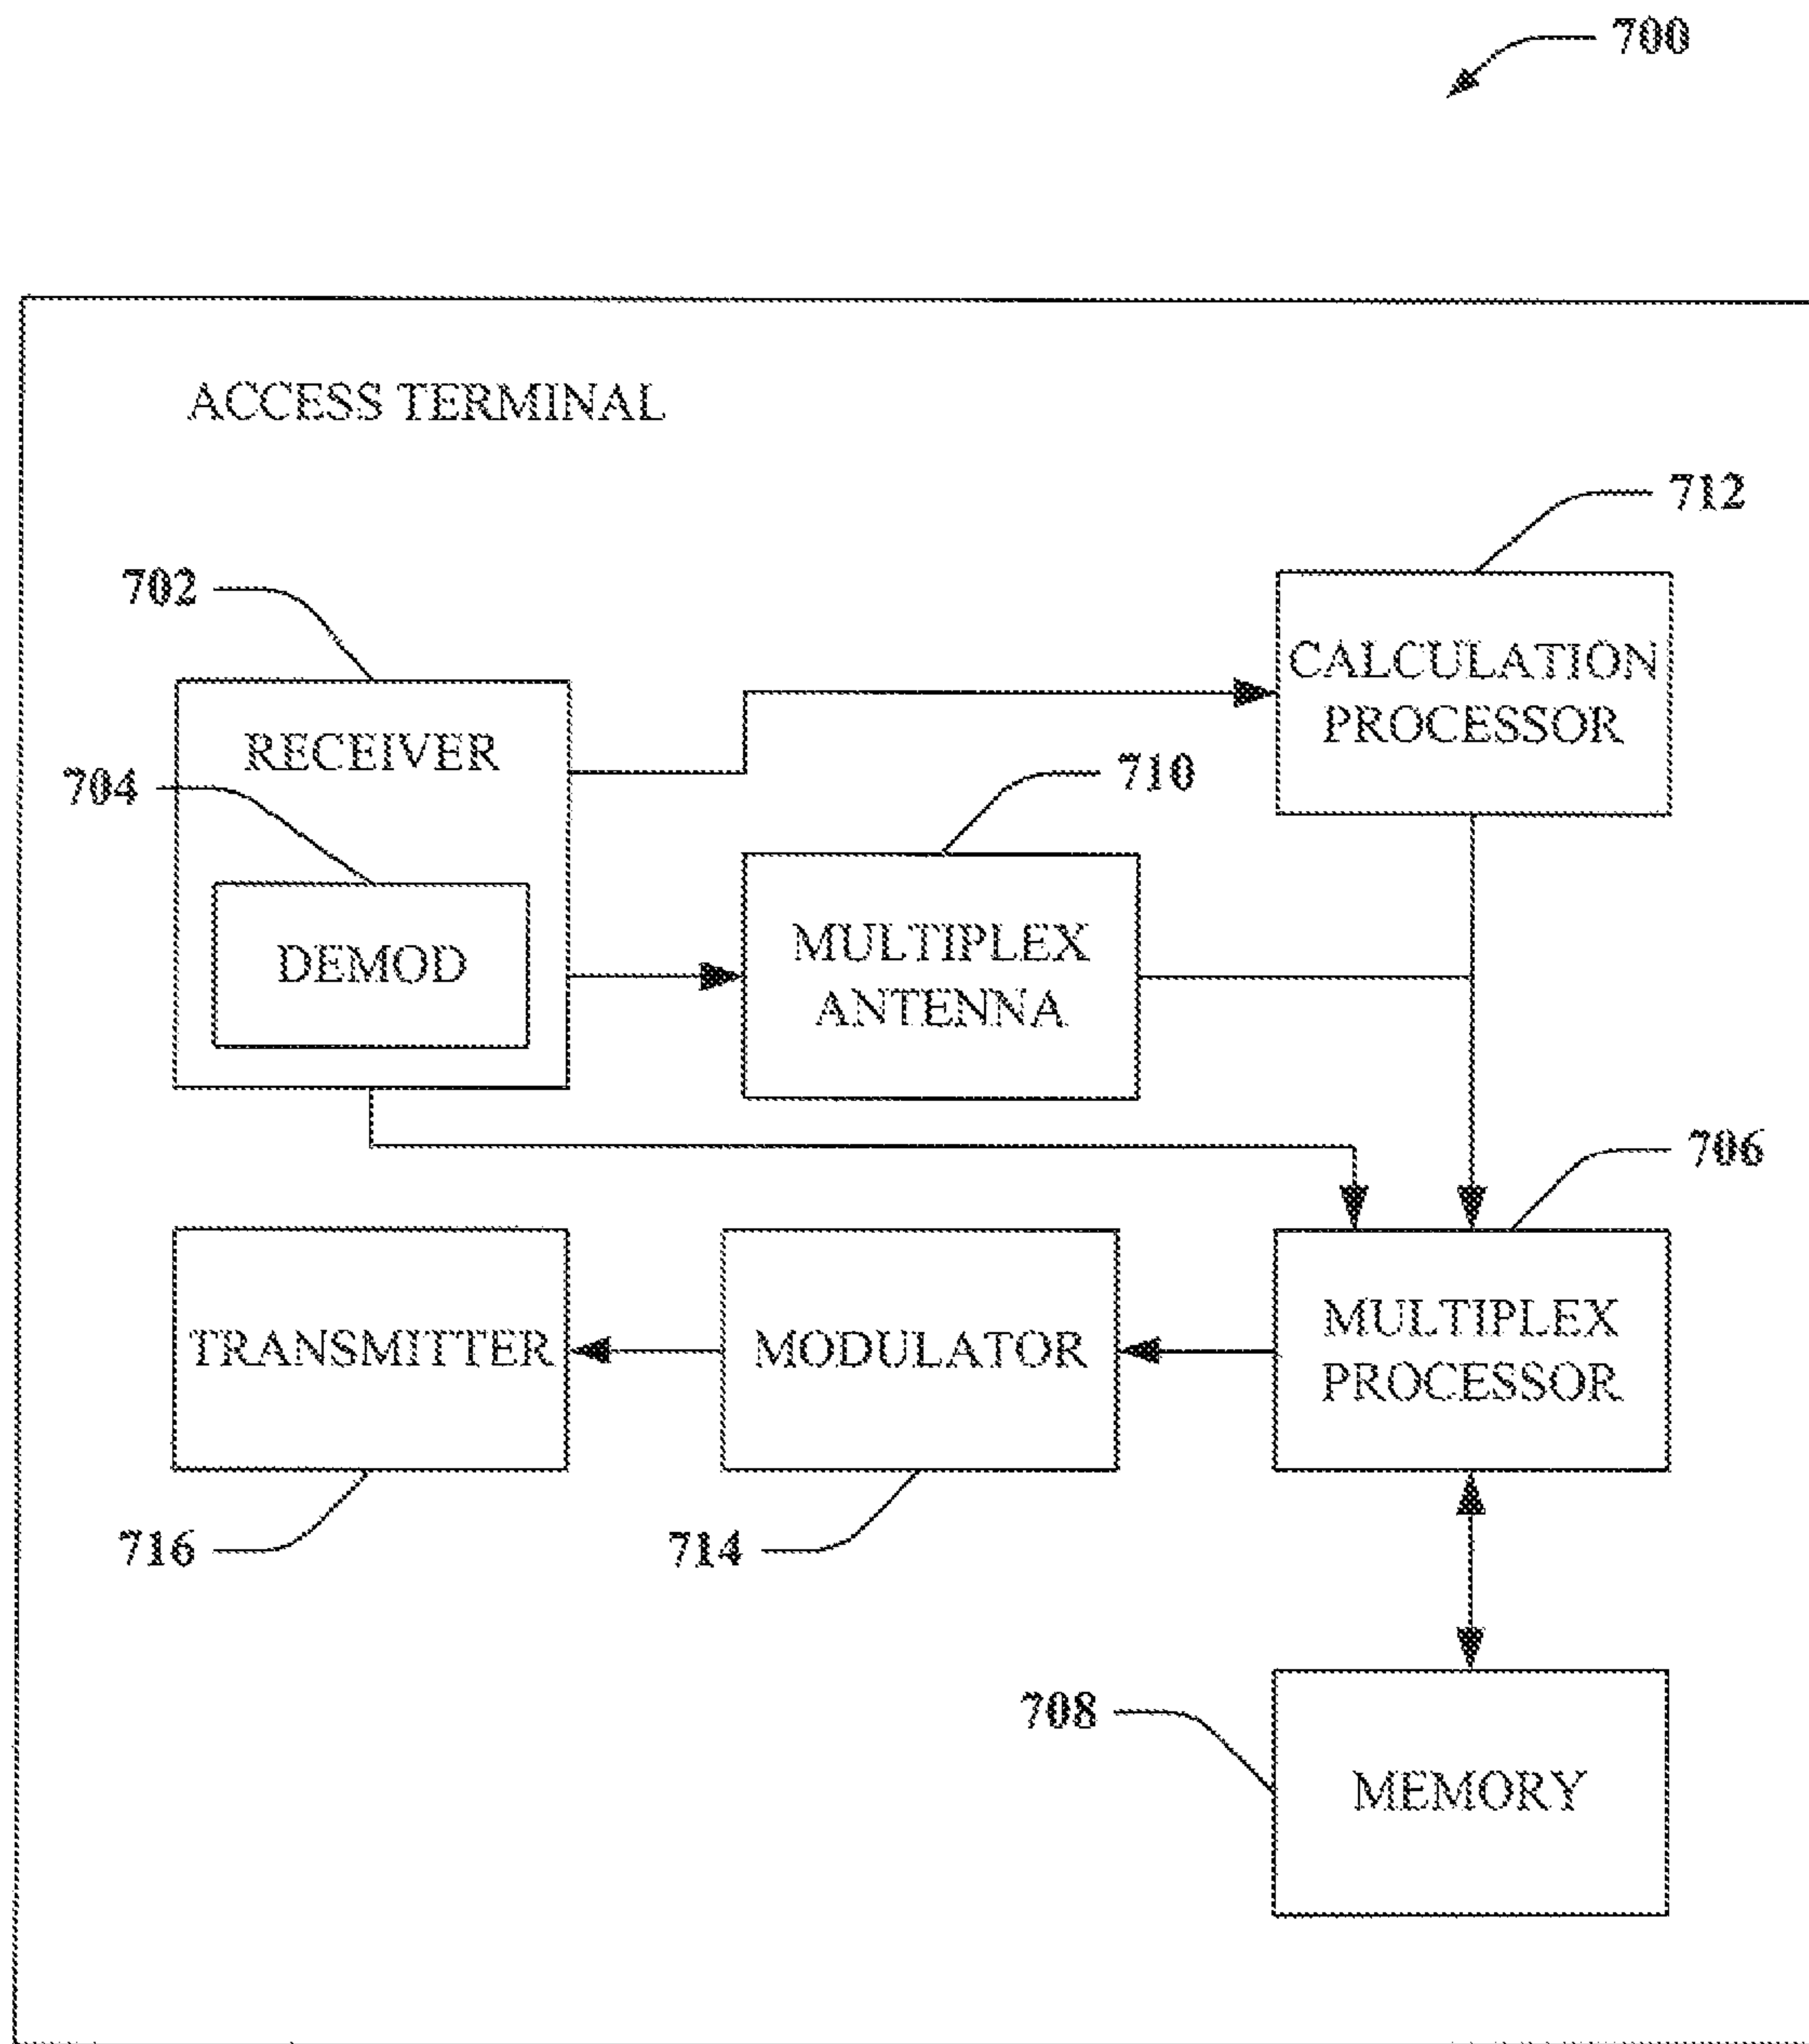 700
ACCESS TERMINAL
712
702
CALCULATION
PROCESSOR
RECEIVER
704
710
DEMOD
MULTIPLEX
ANTENNA
706
TRANSMITTER
MODULATOR
MULTIPLEX
PROCESSOR
716
714
708
MEMORY